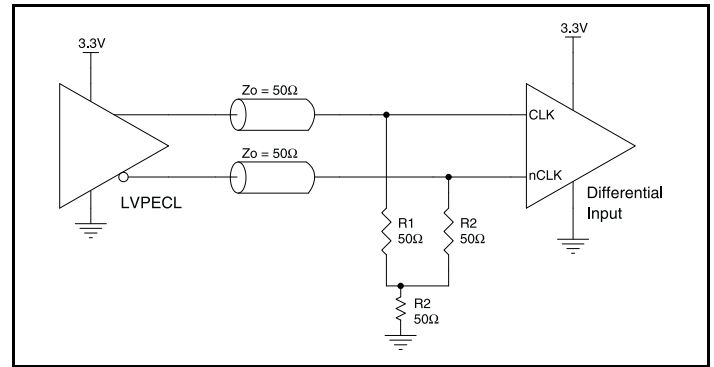 3.3V
3.3V
Zo = 50Ω
CLK
Zo = 50Ω
nCLK
LVPECL
Differential
Input
R1
50Ω
R2
50Ω
R2
50Ω